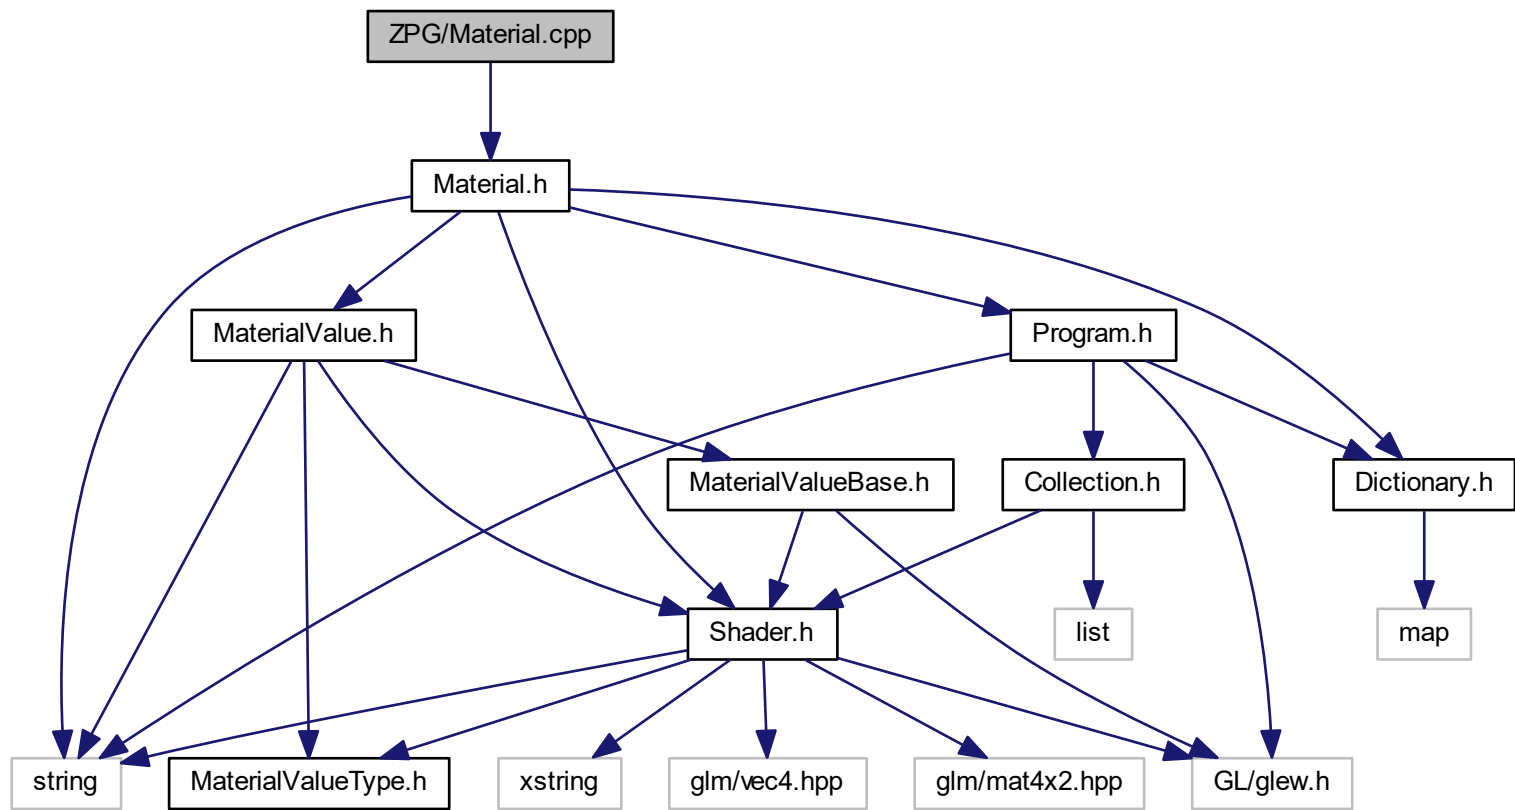 ZPG/Material.cpp
Material.h
MaterialValue.h
Program.h
MaterialValueBase.h
Collection.h
Dictionary.h
Shader.h
list
map
string
MaterialValueType.h
xstring
glm/vec4.hpp
glm/mat4x2.hpp
GL/glew.h